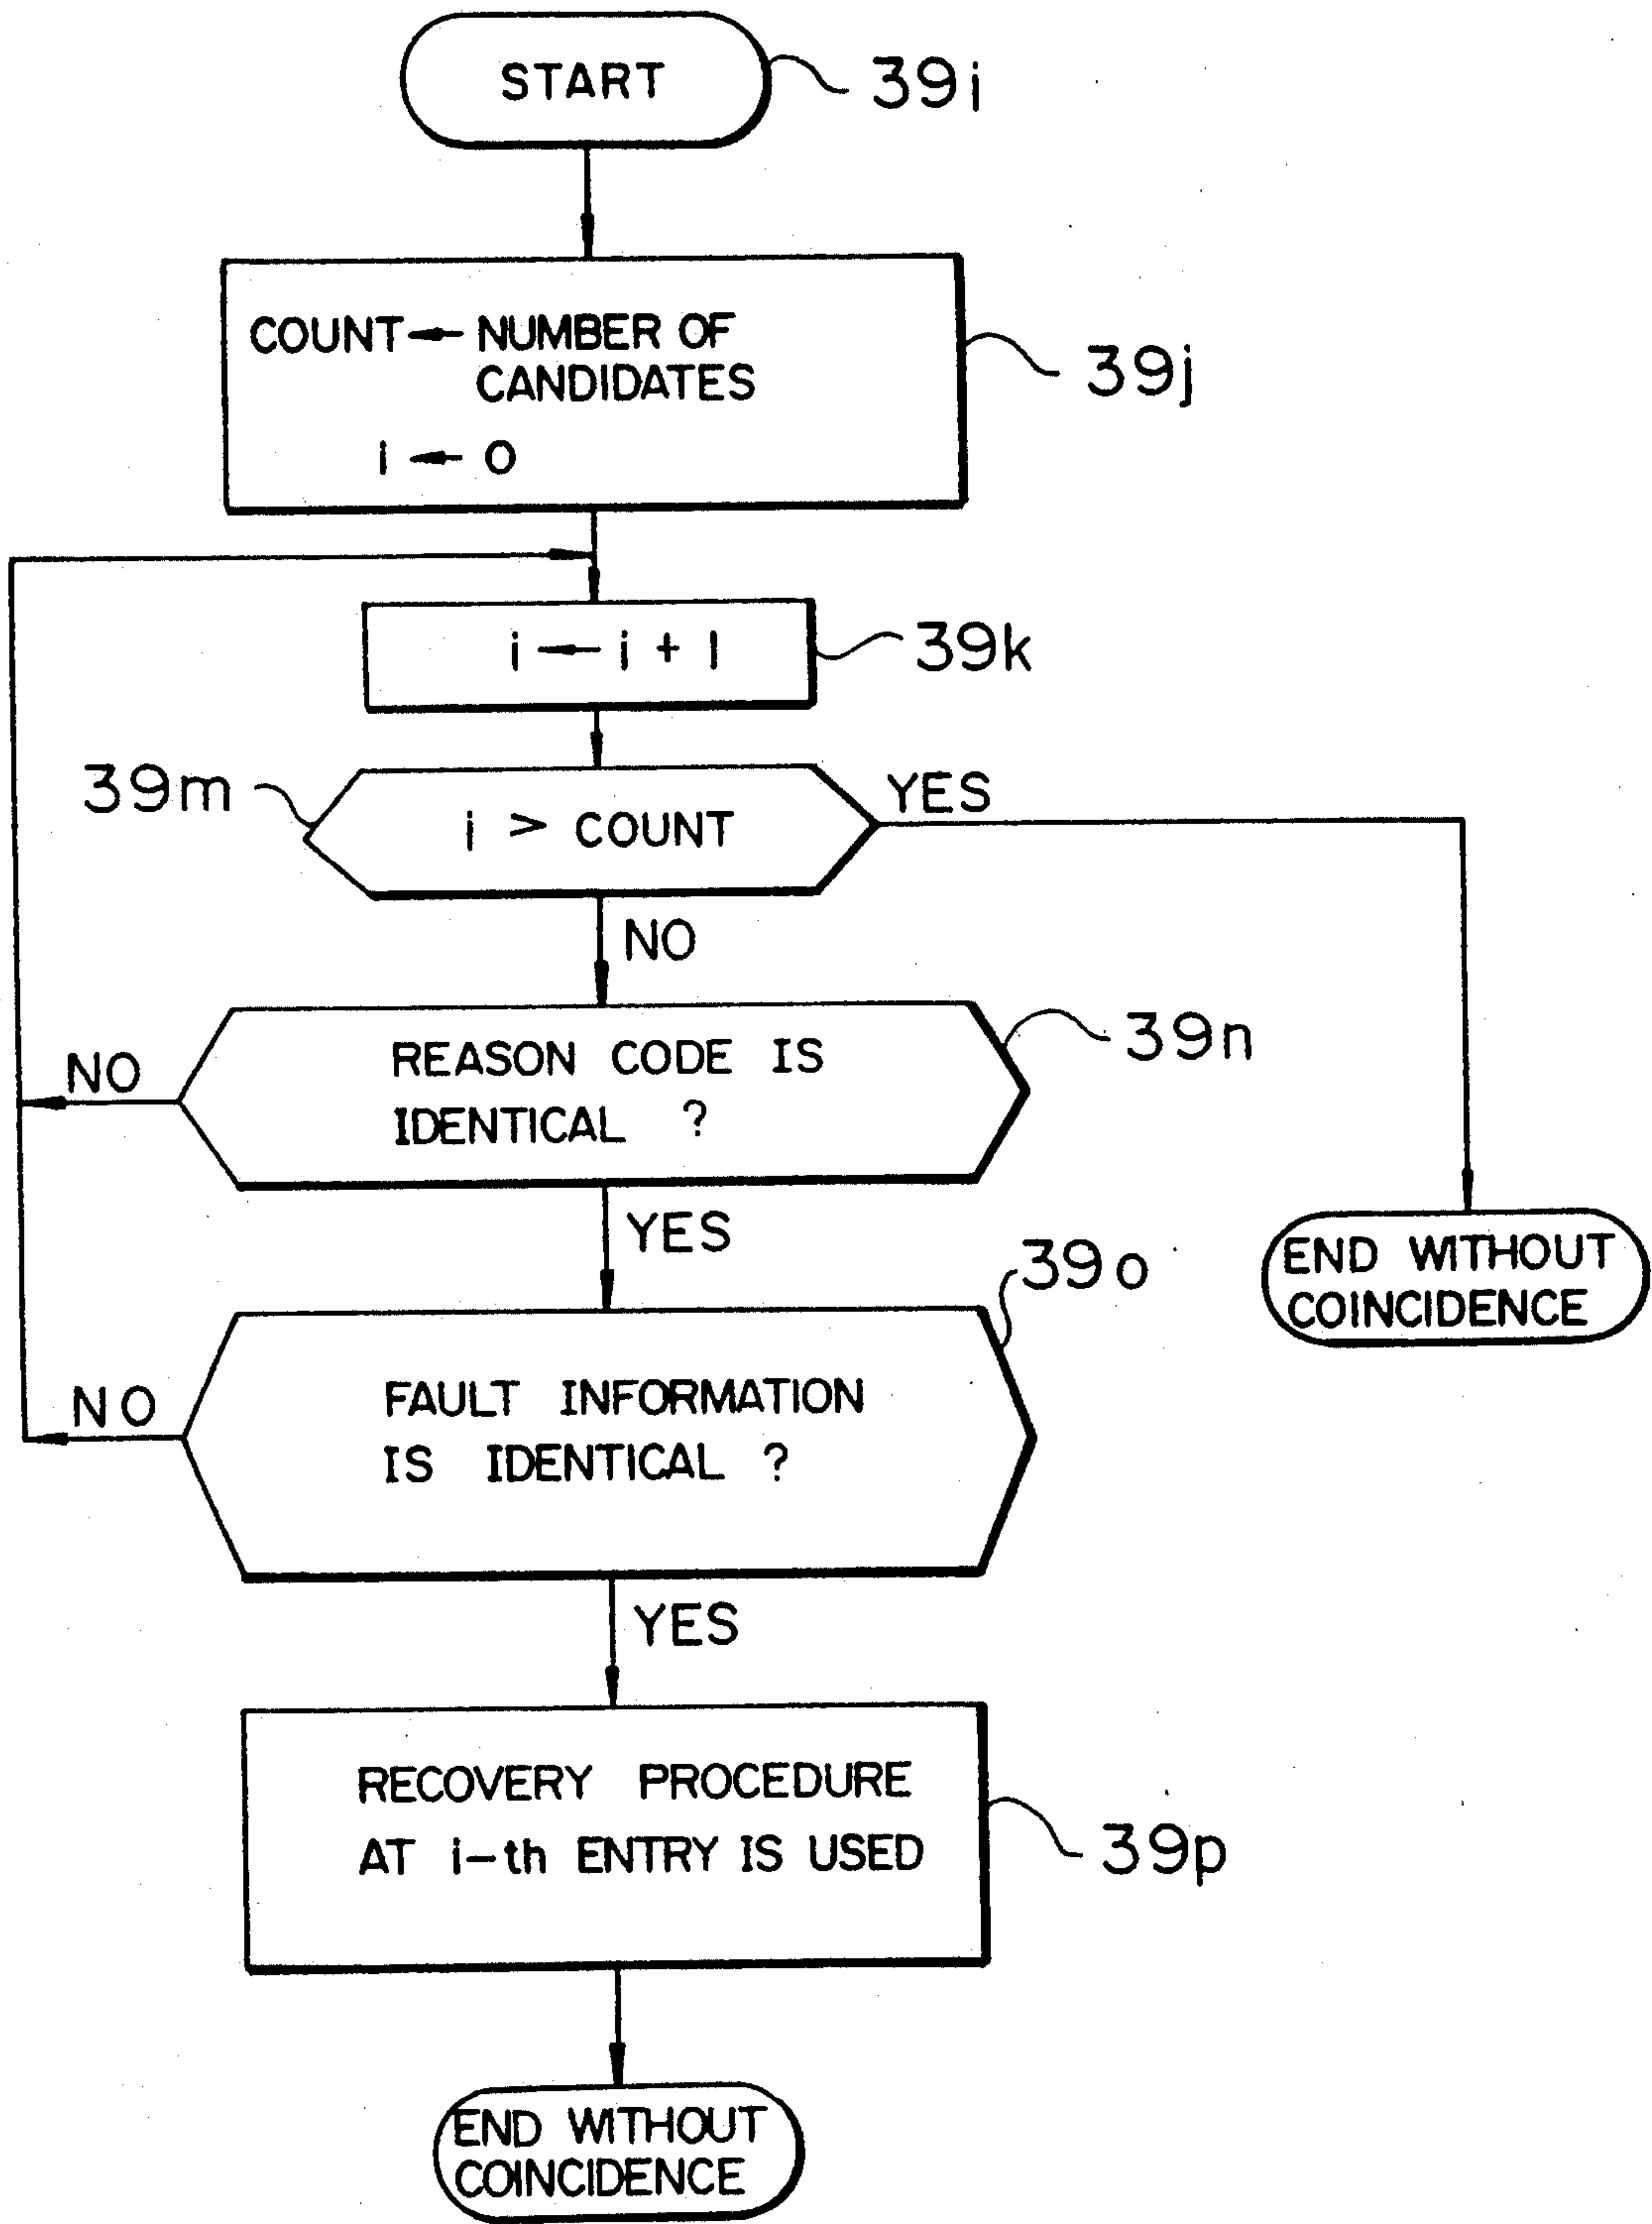 START
39i
COUNT ← NUMBER OF
CANDIDATES
i ← 0
39j
i ← i + 1
39k
39m
i > COUNT
YES
NO
REASON CODE IS
IDENTICAL ?
39n
NO
YES
END WITHOUT
COINCIDENCE
39o
FAULT INFORMATION
IS IDENTICAL ?
NO
YES
RECOVERY PROCEDURE
AT i-th ENTRY IS USED
39p
END WITHOUT
COINCIDENCE